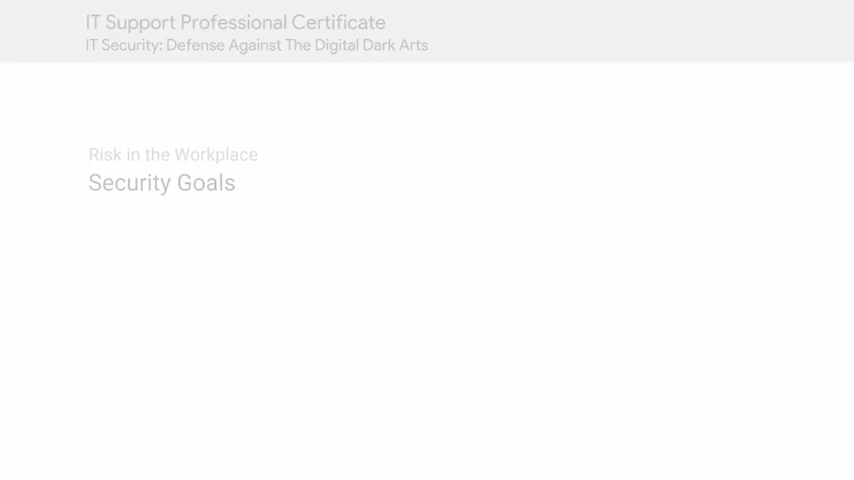 IT Support Professional Certificate
IT Security: Defense Against The Digital Dark Arts
Risk in the Workplace
Security Goals